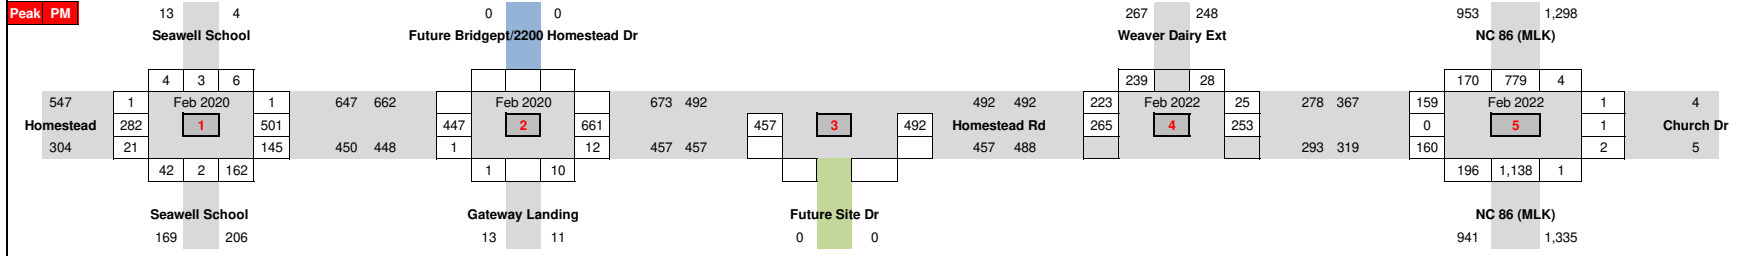 Peak PM 13 4 0 0 267 248 953 1,298
Seawell School Future Bridgept/2200 Homestead Dr Weaver Dairy Ext NC 86 (MLK)
4 3 6 239 28 170 779 4
547 1 Feb 2020 1 647 662 Feb 2020 673 492 492 492 223 Feb 2022 25 278 367 159 Feb 2022 1 4
Homestead 282 1 501 447 2 661 457 3 492 Homestead Rd 265 4 253 0 5 1 Church Dr
304 21 145 450 448 1 12 457 457 457 488 293 319 160 2 5
42 2 162 1 10 196 1,138 1
Seawell School Gateway Landing Future Site Dr NC 86 (MLK)
169 206 13 11 0 0 941 1,335